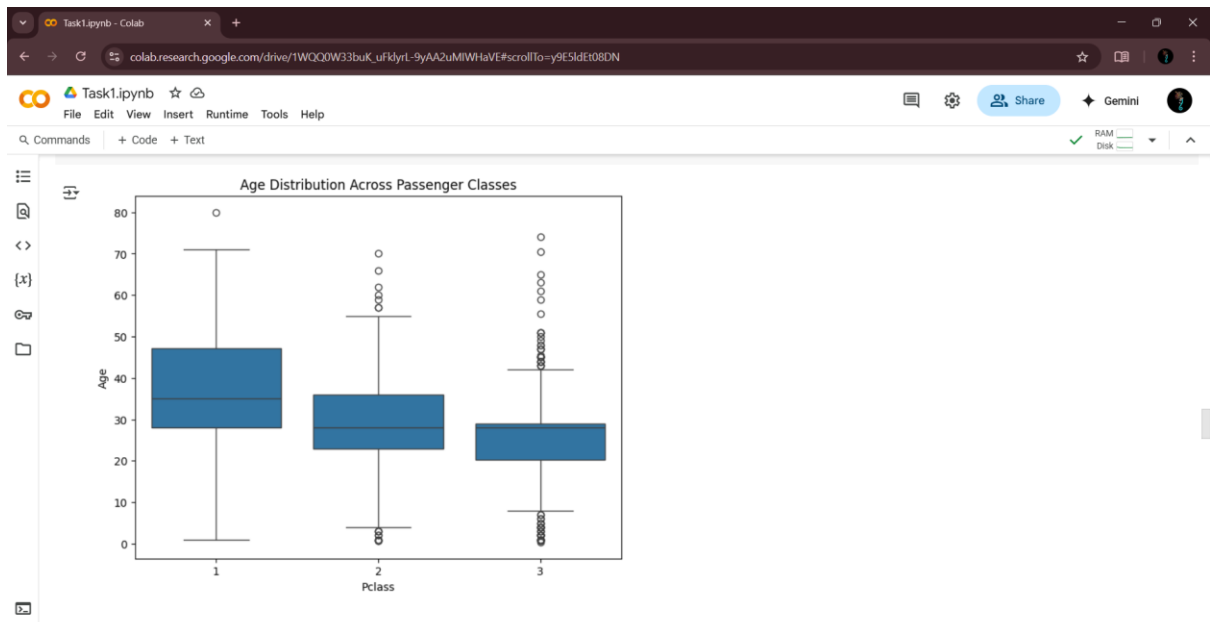 Task1.ipynb - Colab
colab.research.google.com/drive/1WQQ0W33buK_uFklyrL-9yAA2uMIWHaVE#scrollTo=y9E5ldEt08DN
CO Task1.ipynb
File Edit View Insert Runtime Tools Help
Share
Gemini
Commands + Code + Text
RAM
Disk
{x}
Age Distribution Across Passenger Classes
80
70
60
50
40
30
20
10
0
Age
1 2 3
Pclass